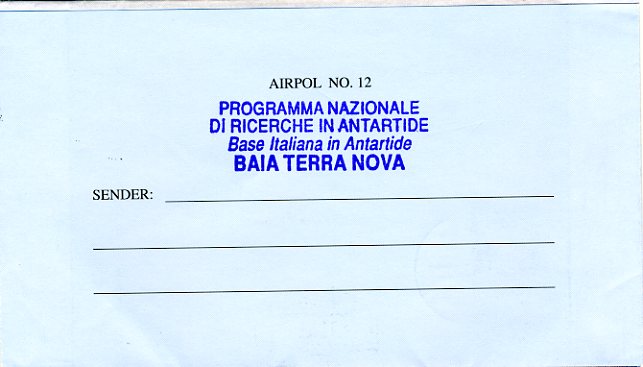 AIRPOL NO. 12
PROGRAMMA NAZIONALE
DI RICERCHE IN ANTARTIDE
Base Italiana in Antartide
BAIA TERRA NOVA
SENDER: